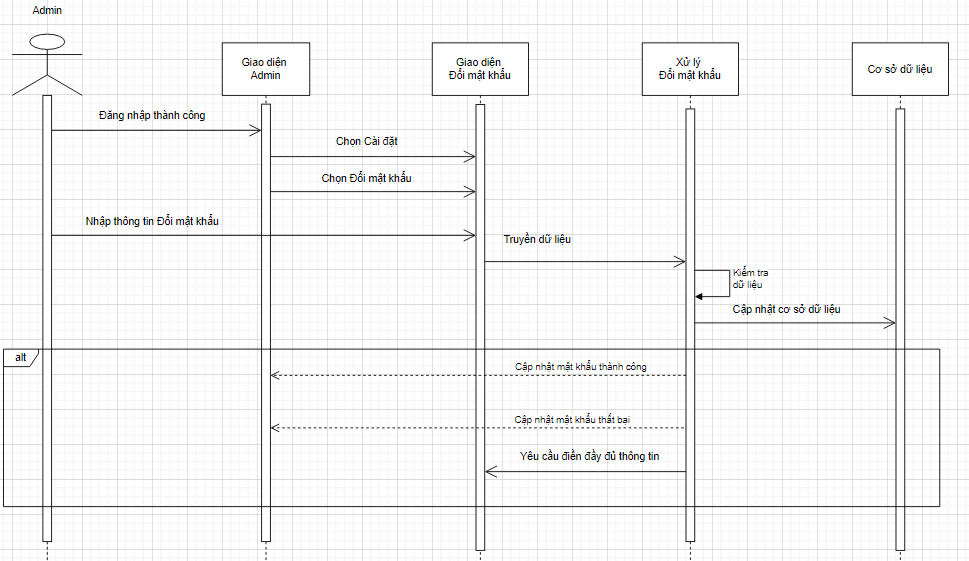 Admin
Giao diện
Admin
Giao diện
Đổi mật khẩu
Xử lý
Đổi mật khẩu
Cơ sở dữ liệu
Đăng nhập thành công
Chọn Cài đặt
Chọn Đổi mật khẩu
Nhập thông tin Đổi mật khẩu
Truyền dữ liệu
Kiểm tra
dữ liệu
Cập nhật cơ sở dữ liệu
alt
Cập nhật mật khẩu thành công
Cập nhật mật khẩu thất bại
Yêu cầu điền đầy đủ thông tin